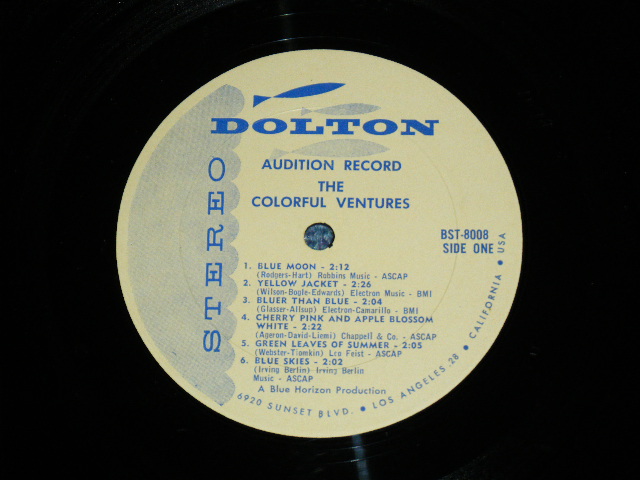 DOLTON
AUDITION RECORD
THE
COLORFUL VENTURES
STEREO
BST-8008
SIDE ONE
1. BLUE MOON - 2:12
(Rodgers-Hart) Robbins Music - ASCAP
2. YELLOW JACKET - 2:26
(Wilson-Bogle-Edwards) Electron Music - BMI
3. BLUER THAN BLUE - 2:04
(Glasser-Allsup) Electron-Camarillo - BMI
4. CHERRY PINK AND APPLE BLOSSOM
WHITE - 2:22
(Ageron-David-Liemi) Chappell & Co. - ASCAP
5. GREEN LEAVES OF SUMMER - 2:05
(Webster-Tiomkin) Leo Feist - ASCAP
6. BLUE SKIES - 2:02
(Irving Berlin) Irving Berlin
Music - ASCAP
A Blue Horizon Production
6920 SUNSET BLVD. ● LOS ANGELES 28 ● CALIFORNIA ● USA